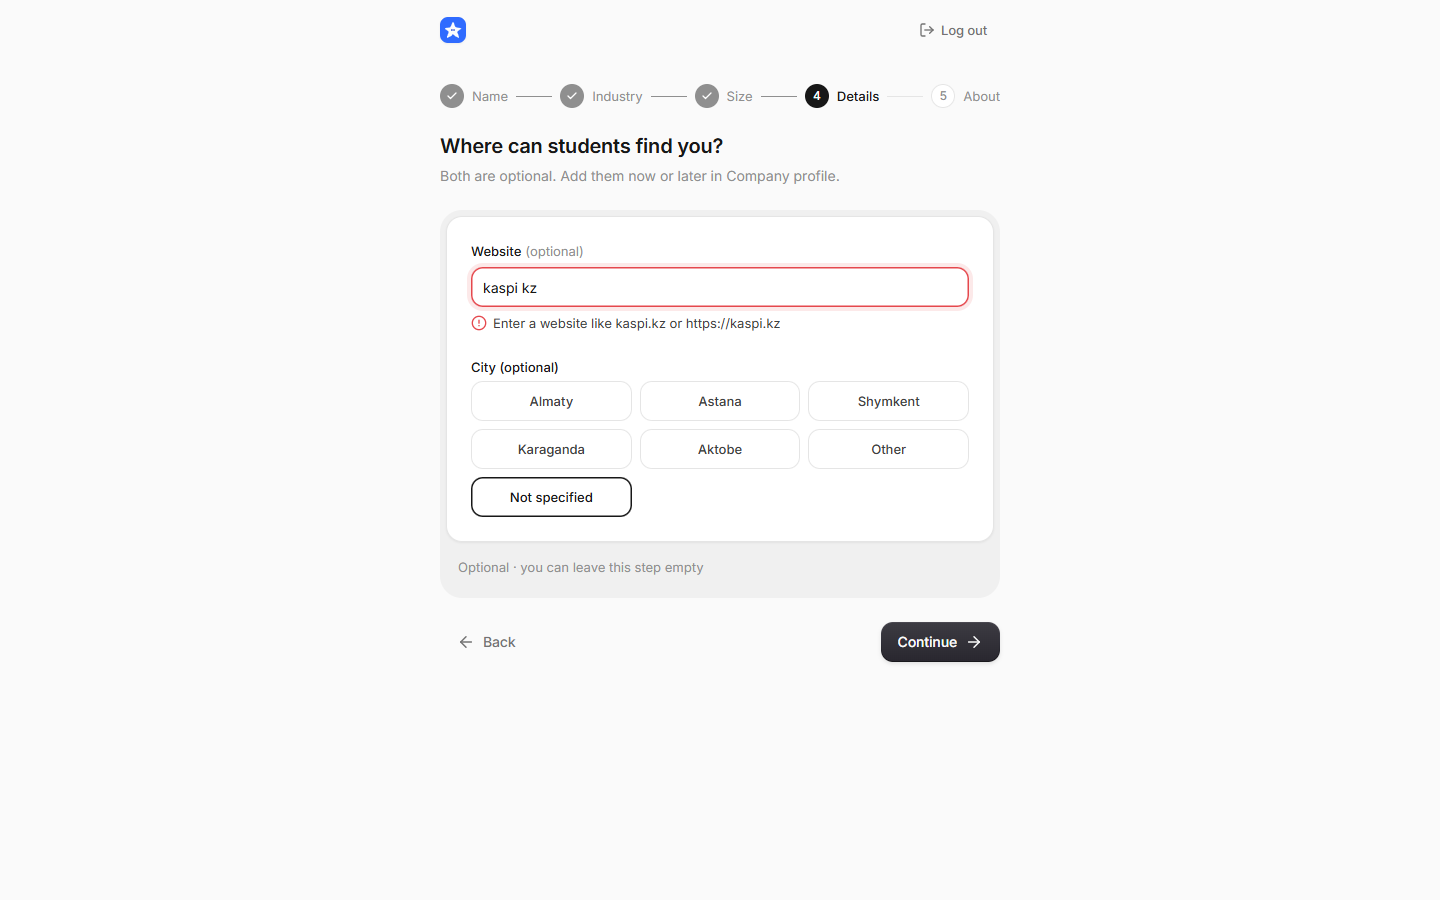 Log out
Name
Industry
Size
4 Details
5 About
Where can students find you?
Both are optional. Add them now or later in Company profile.
Website (optional)
kaspi kz
Enter a website like kaspi.kz or https://kaspi.kz
City (optional)
Almaty
Astana
Shymkent
Karaganda
Aktobe
Other
Not specified
Optional · you can leave this step empty
Back
Continue